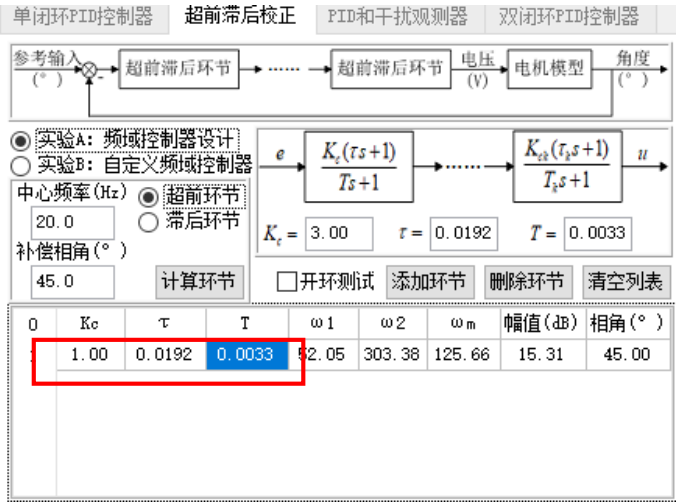 单闭环PID控制器 超前滞后校正 PID和干扰观测器 双闭环PID控制器
参考输入 (°) - 超前滞后环节 …… 超前滞后环节 电压 (V) 电机模型 角度 (°)
实验A: 频域控制器设计
实验B: 自定义频域控制器
e Kc(τs+1) Ts+1 …… Kck(τks+1) Tks+1 u
中心频率(Hz) 超前环节
20.0 滞后环节
Kc = 3.00 τ = 0.0192 T = 0.0033
补偿相角(°)
45.0 计算环节 开环测试 添加环节 删除环节 清空列表
0 Kc τ T ω1 ω2 ωm 幅值(dB) 相角(°)
1.00 0.0192 0.0033 52.05 303.38 125.66 15.31 45.00